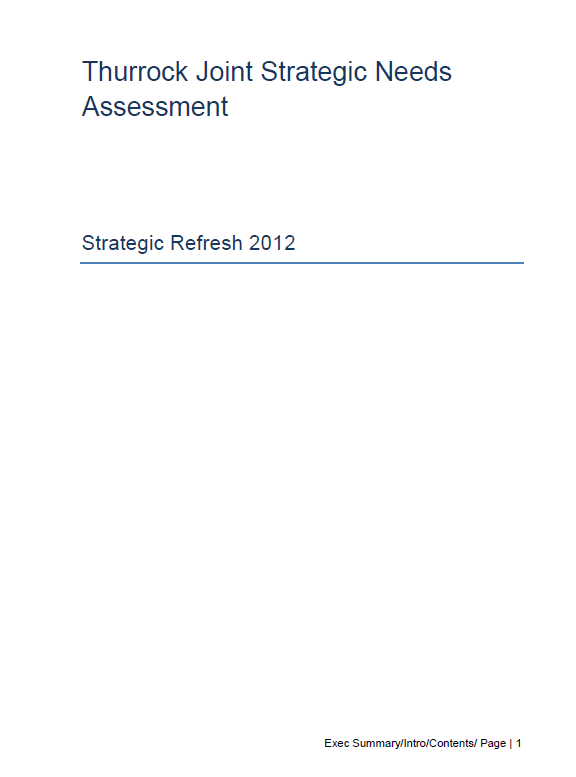 Thurrock Joint Strategic Needs
Assessment
Strategic Refresh 2012
Exec Summary/Intro/Contents/ Page | 1